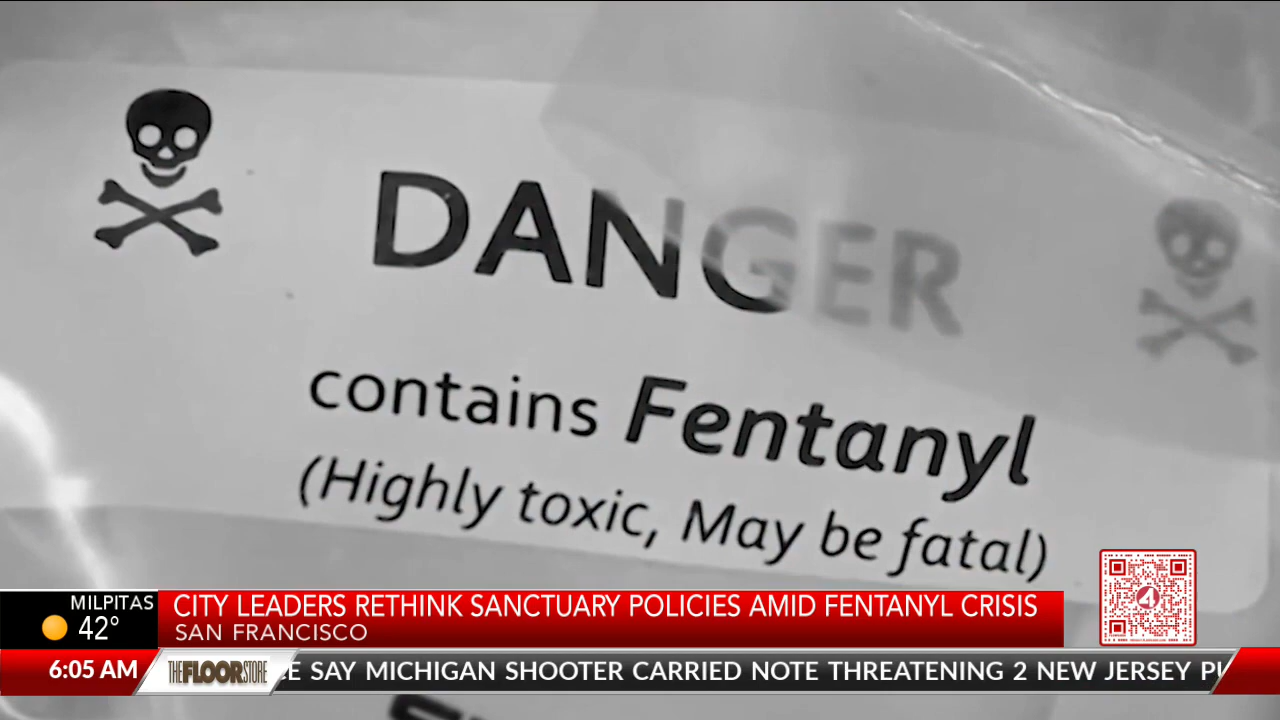 DANGER
contains Fentanyl
(Highly toxic, May be fatal)
4
MILPITAS
42°
CITY LEADERS RETHINK SANCTUARY POLICIES AMID FENTANYL CRISIS
SAN FRANCISCO
6:05 AM
THE FLOOR STORE
SAY MICHIGAN SHOOTER CARRIED NOTE THREATENING 2 NEW JERSEY